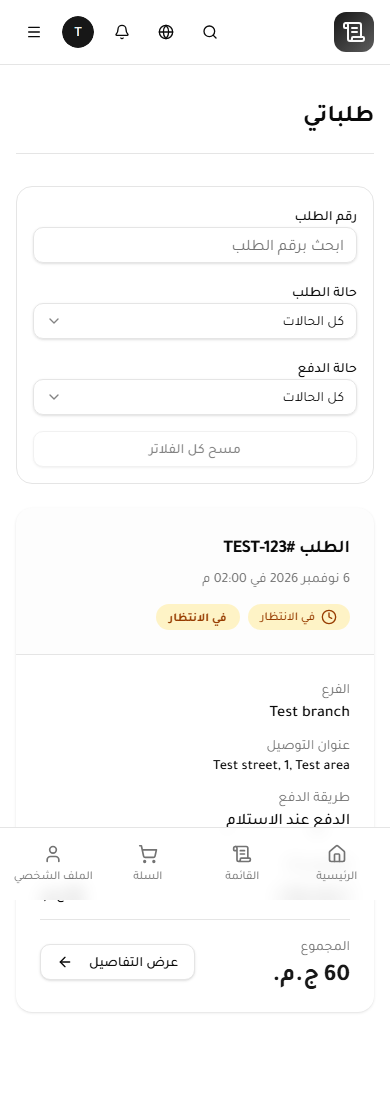 T
طلباتي
رقم الطلب
ابحث برقم الطلب
حالة الطلب
كل الحالات
حالة الدفع
كل الحالات
مسح كل الفلاتر
الطلب #TEST-123
6 نوفمبر 2026 في 02:00 م
في الانتظار
في الانتظار
الفرع
Test branch
عنوان التوصيل
Test street, 1, Test area
طريقة الدفع
الدفع عند الاستلام
الرئيسية
القائمة
السلة
الملف الشخصي
المجموع
60 ج.م.
عرض التفاصيل